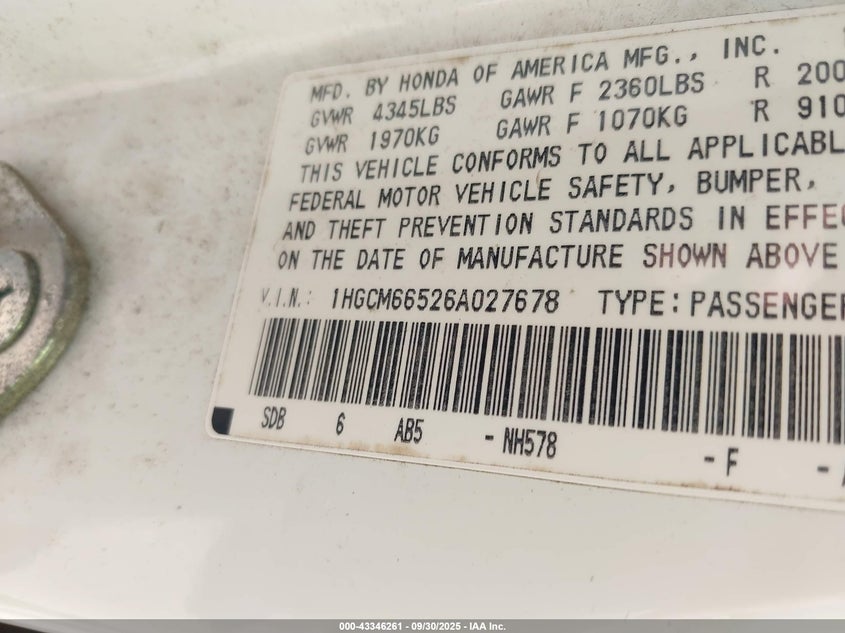 MFD. BY HONDA OF AMERICA MFG., INC.
GVWR 4345LBS GAWR F 2360LBS R 200
GVWR 1970KG GAWR F 1070KG R 910
THIS VEHICLE CONFORMS TO ALL APPLICABL
FEDERAL MOTOR VEHICLE SAFETY, BUMPER,
AND THEFT PREVENTION STANDARDS IN EFFE
ON THE DATE OF MANUFACTURE SHOWN ABOVE
V.I.N.: 1HGCM66526A027678 TYPE: PASSENGER
SDB 6 AB5 - NH578 - F -
000-43346261 - 09/30/2025 - IAA Inc.